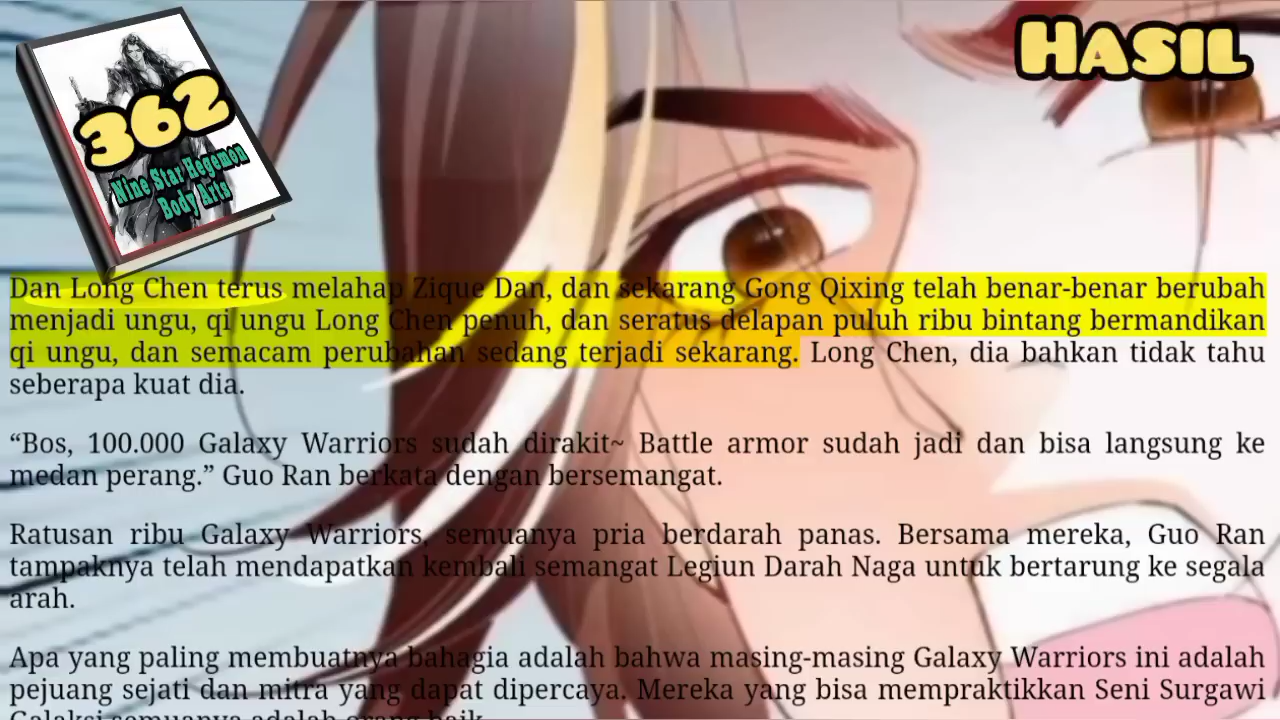 362
Nine Star Hegemon
Body Arts
HASIL
Dan Long Chen terus melahap Zique Dan, dan sekarang Gong Qixing telah benar-benar berubah
menjadi ungu, qi ungu Long Chen penuh, dan seratus delapan puluh ribu bintang bermandikan
qi ungu, dan semacam perubahan sedang terjadi sekarang. Long Chen, dia bahkan tidak tahu
seberapa kuat dia.
“Bos, 100.000 Galaxy Warriors sudah dirakit~ Battle armor sudah jadi dan bisa langsung ke
medan perang.” Guo Ran berkata dengan bersemangat.
Ratusan ribu Galaxy Warriors, semuanya pria berdarah panas. Bersama mereka, Guo Ran
tampaknya telah mendapatkan kembali semangat Legiun Darah Naga untuk bertarung ke segala
arah.
Apa yang paling membuatnya bahagia adalah bahwa masing-masing Galaxy Warriors ini adalah
pejuang sejati dan mitra yang dapat dipercaya. Mereka yang bisa mempraktikkan Seni Surgawi
Galaksi semuanya adalah orang baik